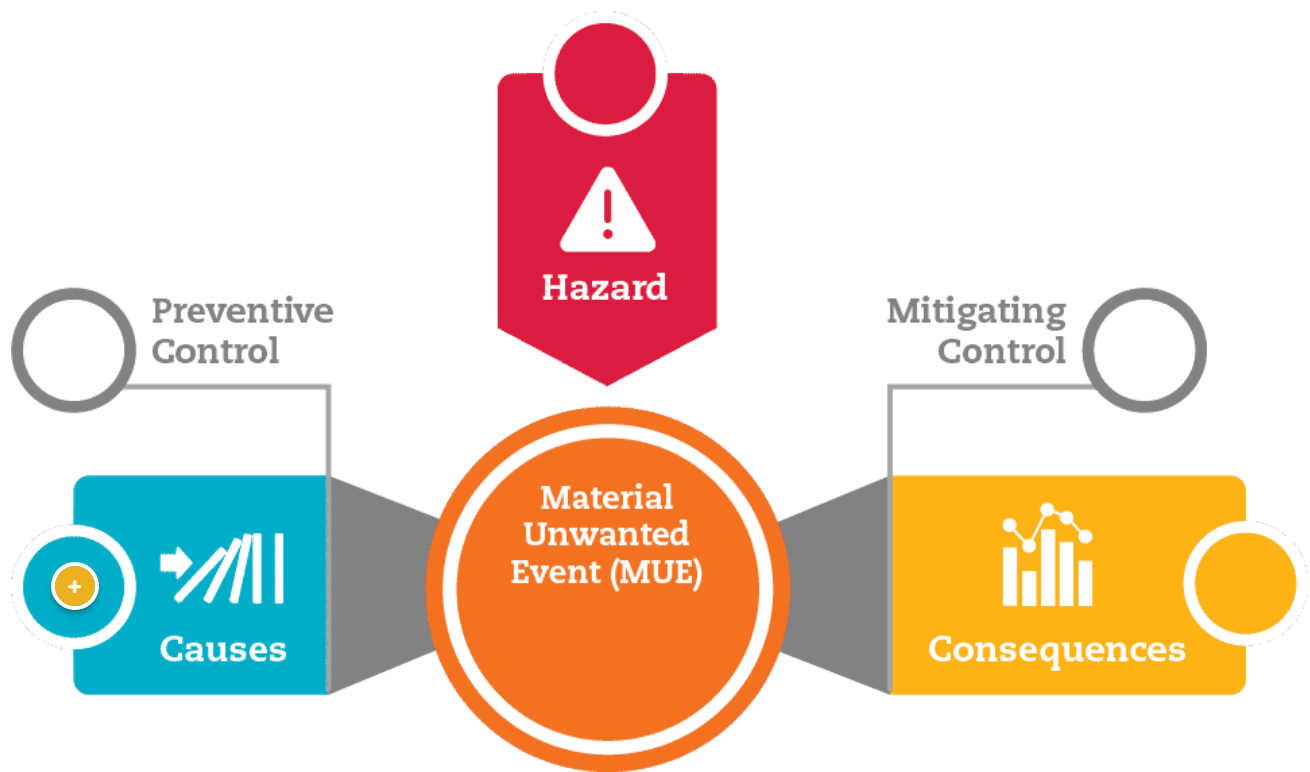 Hazard
Preventive
Control
Mitigating
Control
Material
Unwanted
Event (MUE)
Causes
Consequences